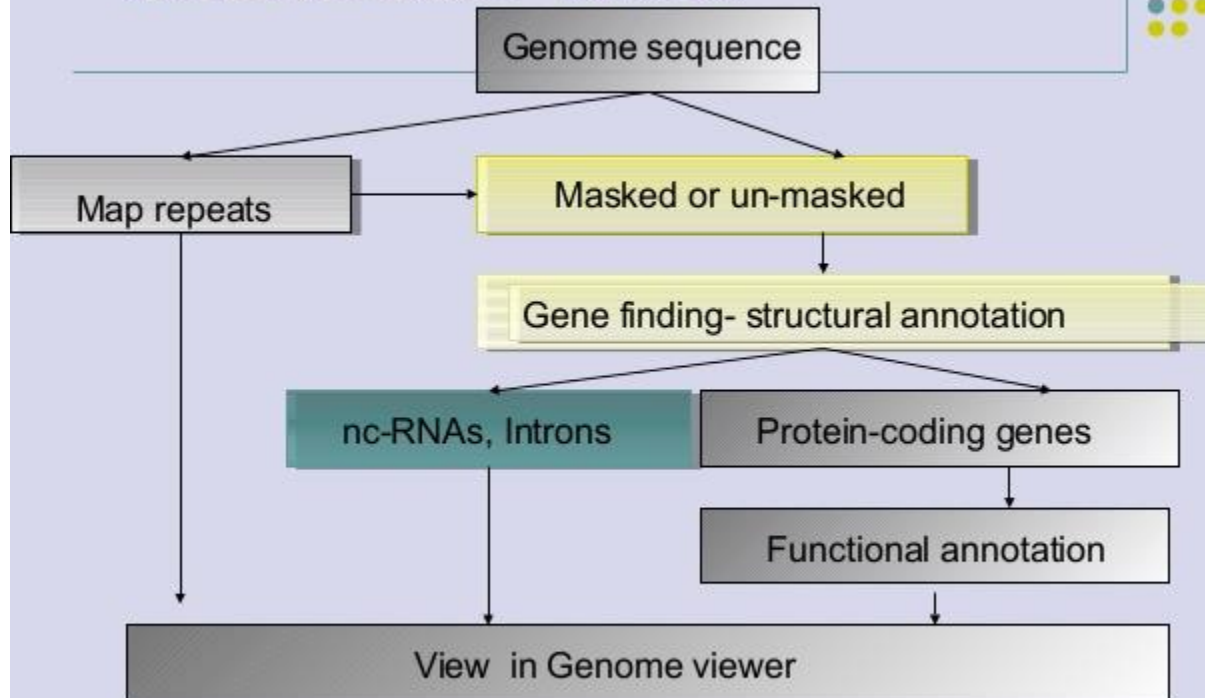 Genome sequence
Map repeats
Masked or un-masked
Gene finding- structural annotation
nc-RNAs, Introns
Protein-coding genes
Functional annotation
View in Genome viewer